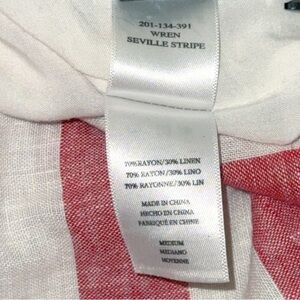 201-134-391
WREN
SEVILLE STRIPE
70% RAYON/30% LINEN
70% RAYON/30% LINO
70% RAYONNE/30% LIN
MADE IN CHINA
HECHO EN CHINA
FABRIQUÉ EN CHINE
MEDIUM
MEDIANO
MOYENNE